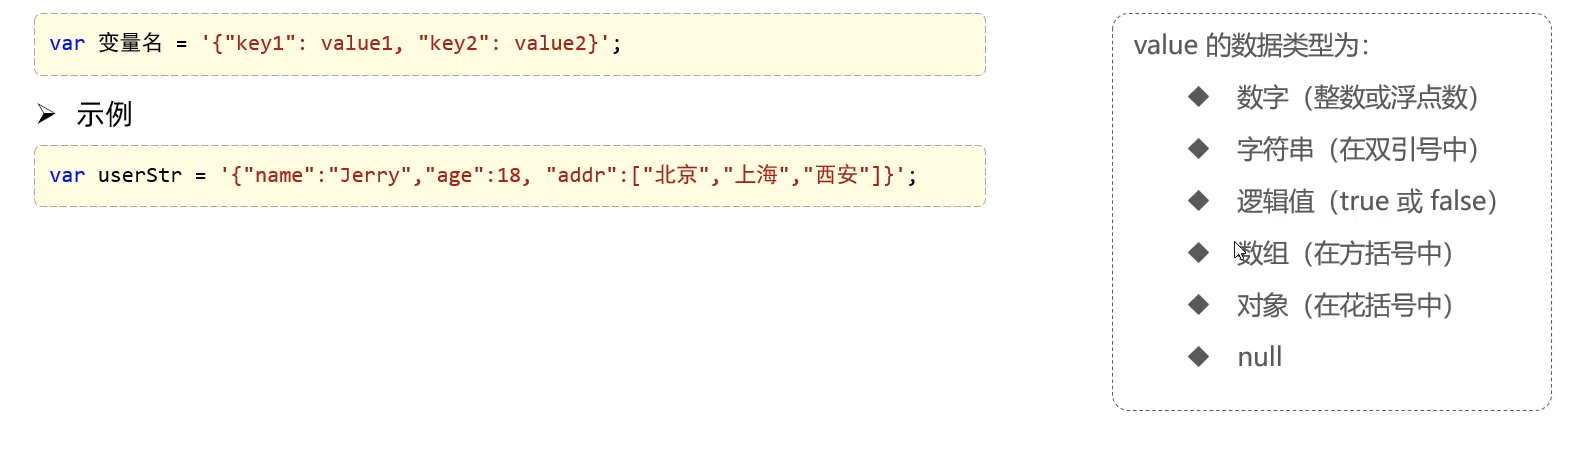 var 变量名 = '{"key1": value1, "key2": value2}';
➢ 示例
var userStr = '{"name":"Jerry","age":18, "addr":["北京","上海","西安"]}';
value 的数据类型为：
◆ 数字（整数或浮点数）
◆ 字符串（在双引号中）
◆ 逻辑值（true 或 false）
◆ 数组（在方括号中）
◆ 对象（在花括号中）
◆ null